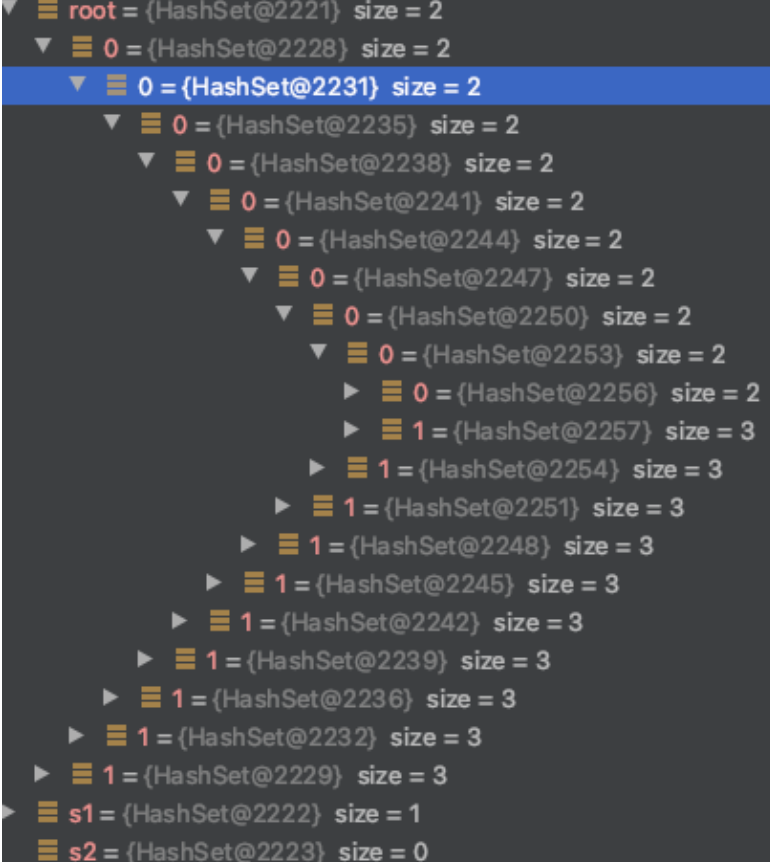 root = {HashSet@2221} size = 2
0 = {HashSet@2228} size = 2
0 = {HashSet@2231} size = 2
0 = {HashSet@2235} size = 2
0 = {HashSet@2238} size = 2
0 = {HashSet@2241} size = 2
0 = {HashSet@2244} size = 2
0 = {HashSet@2247} size = 2
0 = {HashSet@2250} size = 2
0 = {HashSet@2253} size = 2
0 = {HashSet@2256} size = 2
1 = {HashSet@2257} size = 3
1 = {HashSet@2254} size = 3
1 = {HashSet@2251} size = 3
1 = {HashSet@2248} size = 3
1 = {HashSet@2245} size = 3
1 = {HashSet@2242} size = 3
1 = {HashSet@2239} size = 3
1 = {HashSet@2236} size = 3
1 = {HashSet@2232} size = 3
1 = {HashSet@2229} size = 3
s1 = {HashSet@2222} size = 1
s2 = {HashSet@2223} size = 0